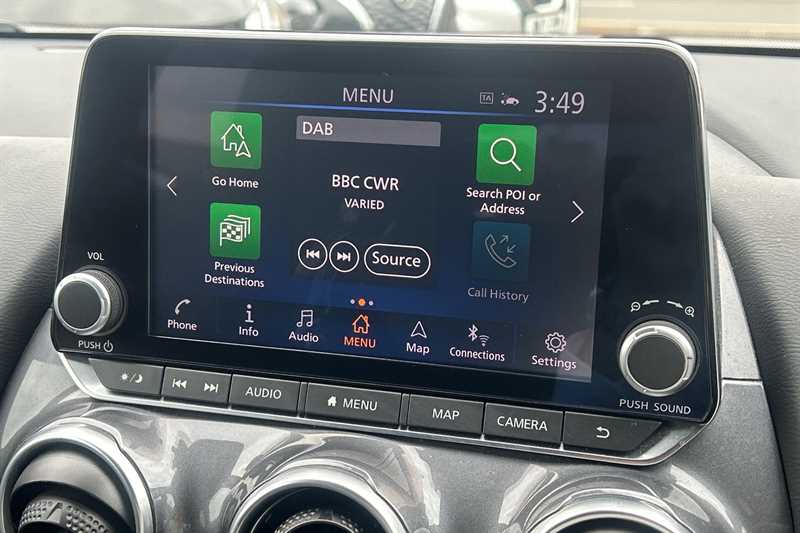 MENU
TA
3:49
DAB
Go Home
BBC CWR
VARIED
Search POI or
Address
Previous
Destinations
Source
Call History
Phone
Info
Audio
MENU
Map
Connections
Settings
VOL
PUSH
PUSH SOUND
AUDIO
MENU
MAP
CAMERA